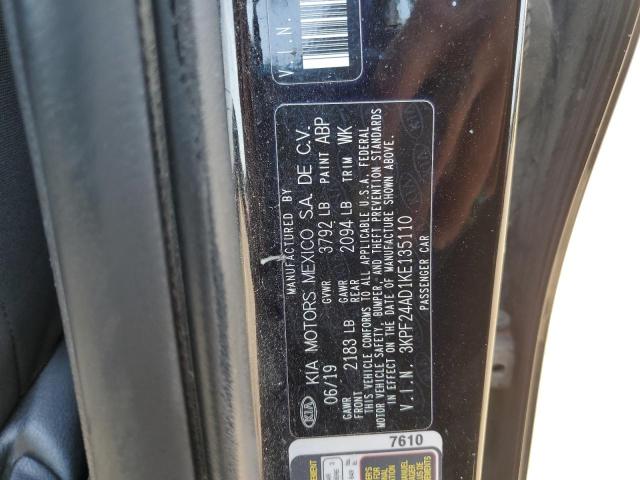 V.I.N.
MANUFACTURED BY
KIA KIA MOTORS MEXICO S.A. DE C.V.
06/19 GVWR 3792 LB PAINT ABP
GAWR FRONT 2183 LB GAWR REAR 2094 LB TRIM WK
THIS VEHICLE CONFORMS TO ALL APPLICABLE U.S.A. FEDERAL
MOTOR VEHICLE SAFETY, BUMPER, AND THEFT PREVENTION STANDARDS
IN EFFECT ON THE DATE OF MANUFACTURE SHOWN ABOVE.
V.I.N. 3KPF24AD1KE135110
PASSENGER CAR
7610